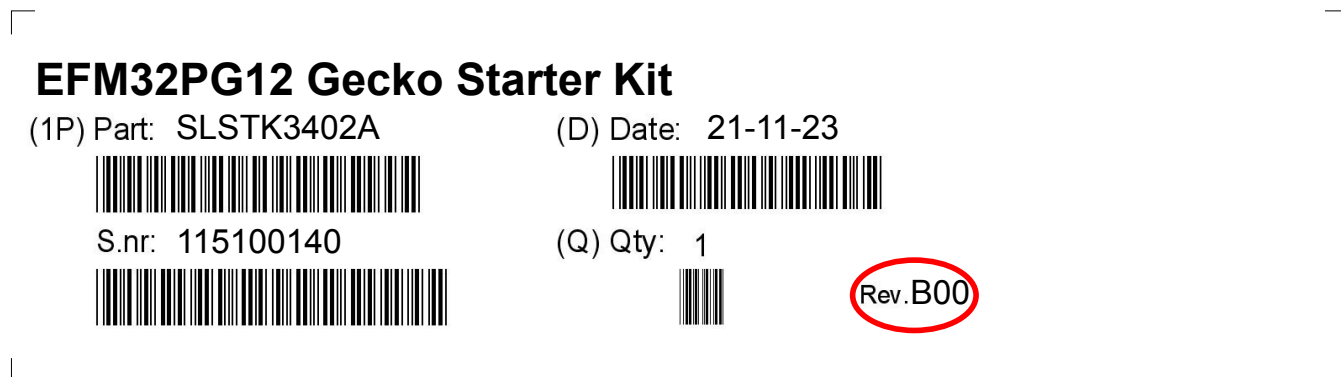 EFM32PG12 Gecko Starter Kit
(1P) Part: SLSTK3402A (D) Date: 21-11-23
S.nr: 115100140 (Q) Qty: 1
Rev.B00